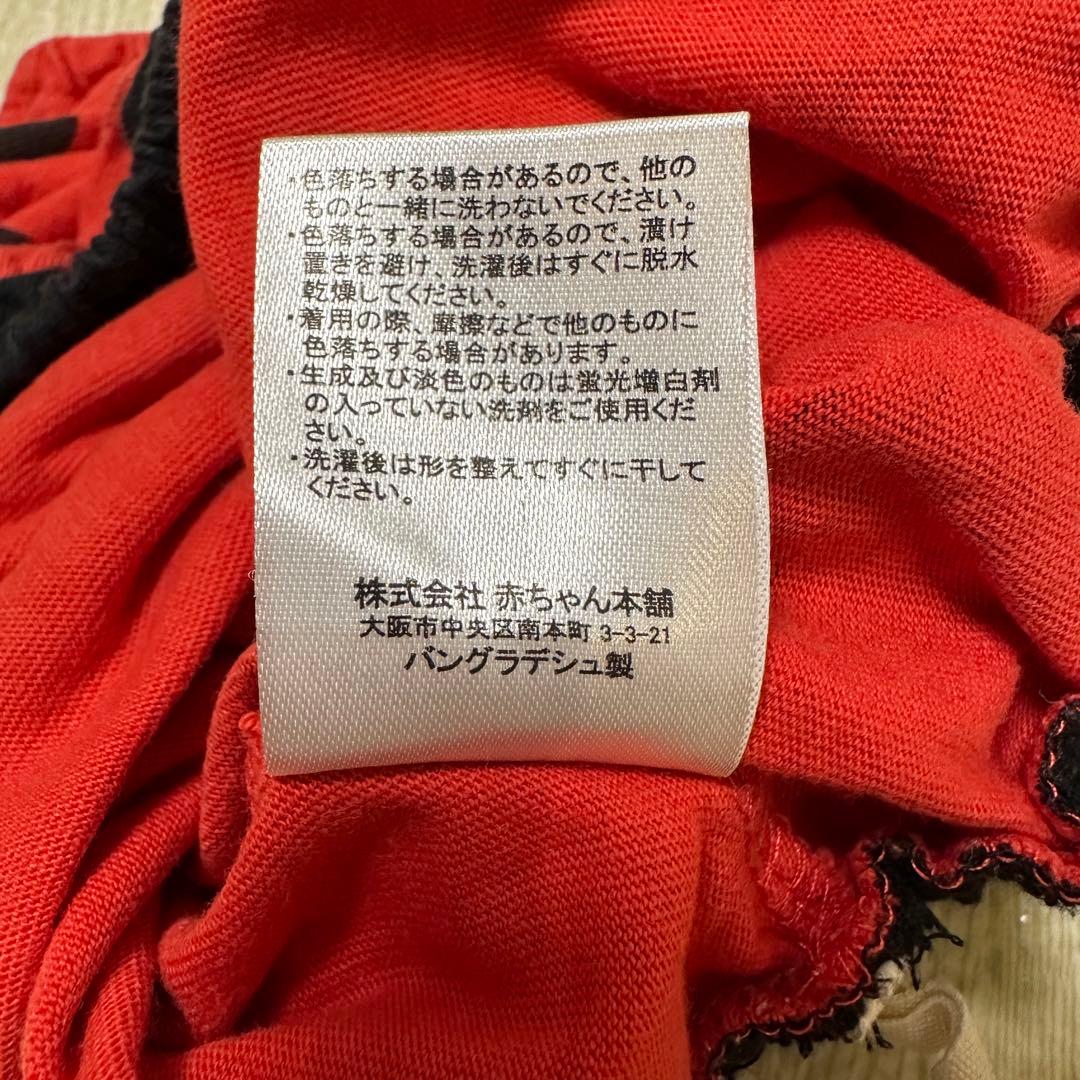 ・色落ちする場合があるので、他の
ものと一緒に洗わないでください。
・色落ちする場合があるので、漬け
置きを避け、洗濯後はすぐに脱水
乾燥してください。
・着用の際、摩擦などで他のものに
色落ちする場合があります。
・生成及び淡色のものは蛍光増白剤
の入っていない洗剤をご使用くだ
さい。
・洗濯後は形を整えてすぐに干して
ください。
株式会社 赤ちゃん本舗
大阪市中央区南本町 3-3-21
バングラデシュ製